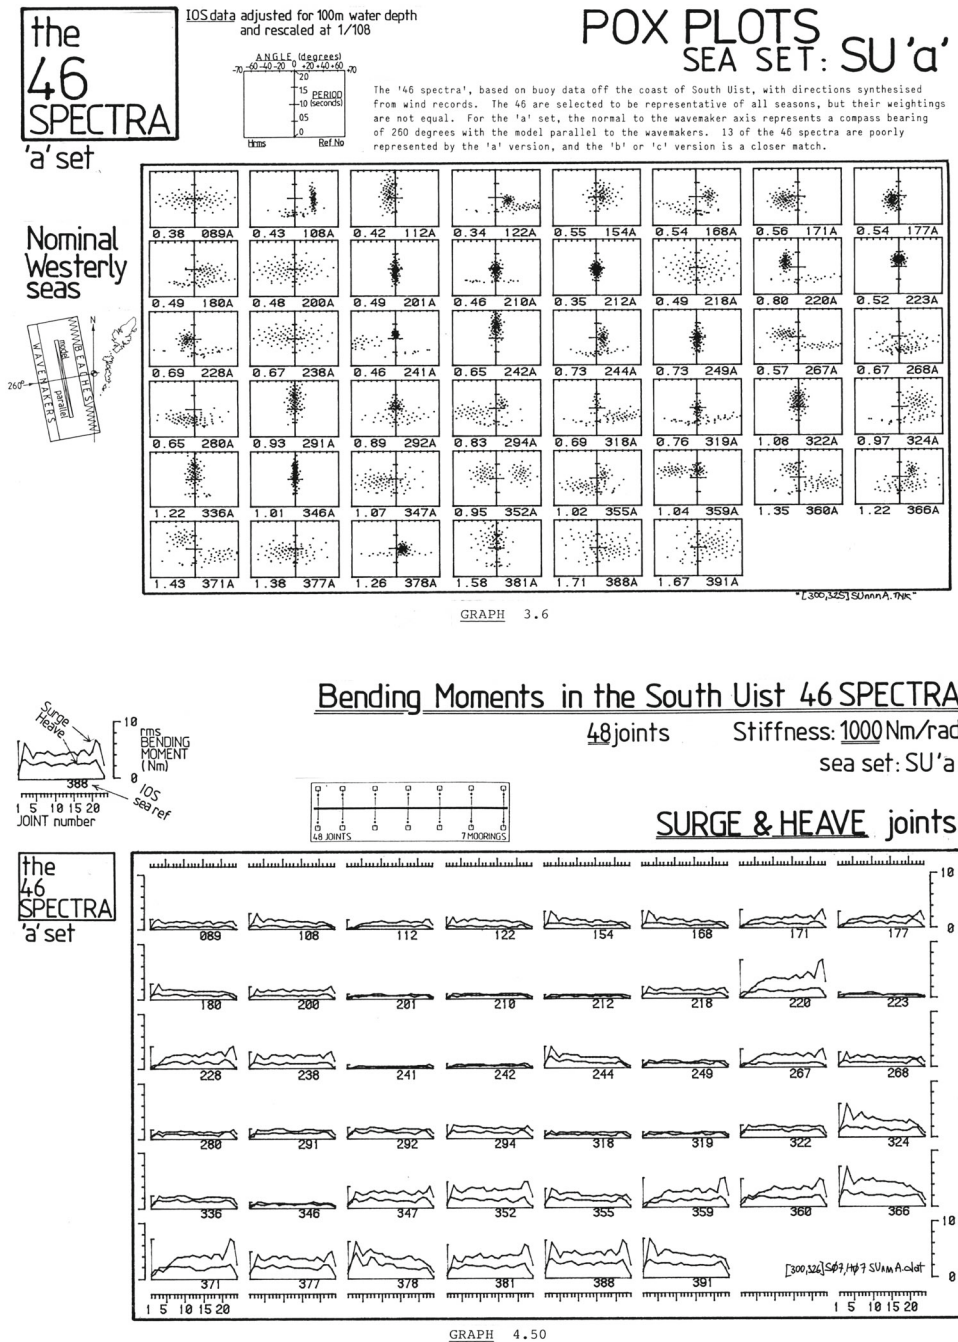 the
46
SPECTRA
'a' set
IOS data adjusted for 100m water depth
and rescaled at 1/108
ANGLE (degrees)
-70 -60 -40 -20 0 +20 +40 +60 +70
20
15 PERIOD
10 (seconds)
05
0
Hrms Ref No
POX PLOTS
SEA SET: SU 'a'
The '46 spectra', based on buoy data off the coast of South Uist, with directions synthesised
from wind records. The 46 are selected to be representative of all seasons, but their weightings
are not equal. For the 'a' set, the normal to the wavemaker axis represents a compass bearing
of 260 degrees with the model parallel to the wavemakers. 13 of the 46 spectra are poorly
represented by the 'a' version, and the 'b' or 'c' version is a closer match.
Nominal
Westerly
seas
N
WAVEMAKERS
model
parallel
BEACHES
260°
0.38 089A 0.43 108A 0.42 112A 0.34 122A 0.55 154A 0.54 168A 0.56 171A 0.54 177A
0.49 180A 0.48 200A 0.49 201A 0.46 210A 0.35 212A 0.49 218A 0.80 220A 0.52 223A
0.69 228A 0.67 238A 0.46 241A 0.65 242A 0.73 244A 0.73 249A 0.57 267A 0.67 268A
0.65 280A 0.93 291A 0.89 292A 0.83 294A 0.69 318A 0.76 319A 1.08 322A 0.97 324A
1.22 336A 1.01 346A 1.07 347A 0.95 352A 1.02 355A 1.04 359A 1.35 360A 1.22 366A
1.43 371A 1.38 377A 1.26 378A 1.58 381A 1.71 388A 1.67 391A
"[300,325]SUnnnA.TNK"
GRAPH 3.6
Bending Moments in the South Uist 46 SPECTRA
48 joints Stiffness: 1000 Nm/rad
sea set: SU 'a
SURGE & HEAVE joints
Surge
Heave
10
rms
BENDING
MOMENT
(Nm)
0
388
IOS
sea ref
1 5 10 15 20
JOINT number
48 JOINTS 7 MOORINGS
the
46
SPECTRA
'a' set
10
089 108 112 122 154 168 171 177
0
180 200 201 210 212 218 220 223
228 238 241 242 244 249 267 268
280 291 292 294 318 319 322 324
336 346 347 352 355 359 360 366
10
371 377 378 381 388 391
0
1 5 10 15 20
1 5 10 15 20
GRAPH 4.50